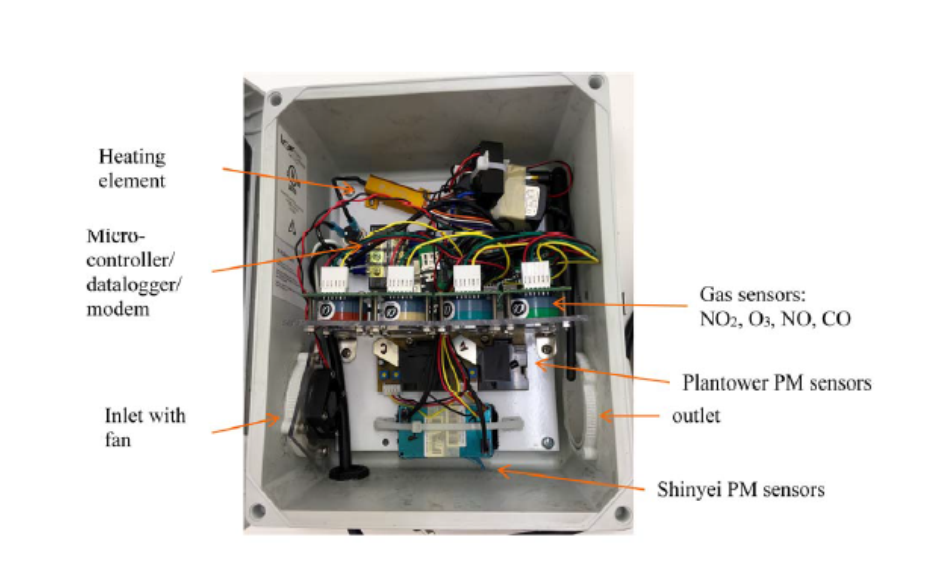 Heating
element
Micro-
controller/
datalogger/
modem
Gas sensors:
NO₂, O₃, NO, CO
Plantower PM sensors
Inlet with
fan
outlet
Shinyei PM sensors